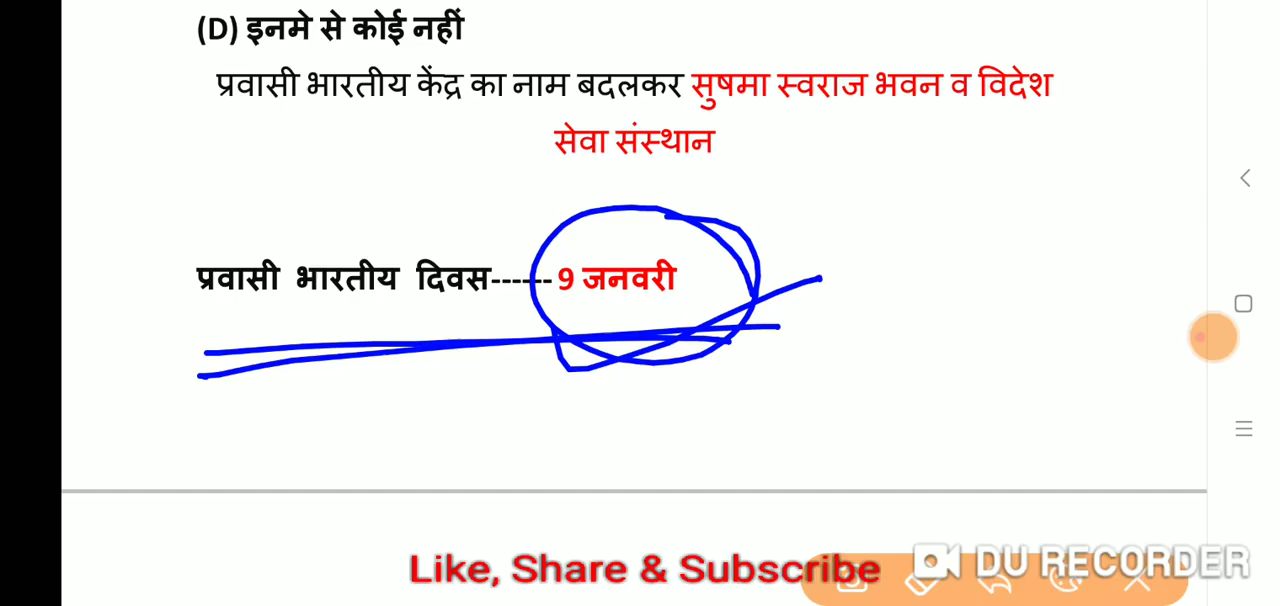 (D) इनमे से कोई नहीं
प्रवासी भारतीय केंद्र का नाम बदलकर सुषमा स्वराज भवन व विदेश
सेवा संस्थान
प्रवासी भारतीय दिवस------ 9 जनवरी
Like, Share & Subscribe
DU RECORDER